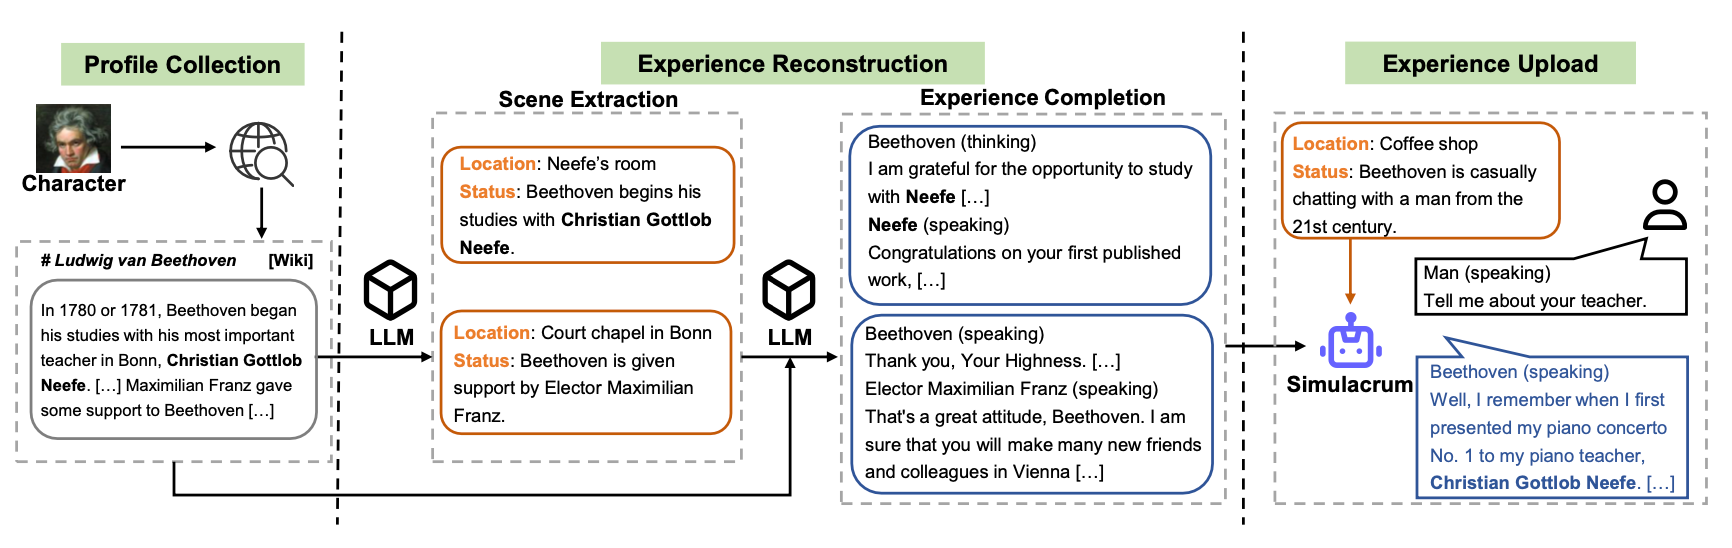 Profile Collection
Character
# Ludwig van Beethoven [Wiki]
In 1780 or 1781, Beethoven began
his studies with his most important
teacher in Bonn, Christian Gottlob
Neefe. […] Maximilian Franz gave
some support to Beethoven […]
Experience Reconstruction
Scene Extraction
LLM
Location: Neefe’s room
Status: Beethoven begins his
studies with Christian Gottlob
Neefe.
Location: Court chapel in Bonn
Status: Beethoven is given
support by Elector Maximilian
Franz.
LLM
Experience Completion
Beethoven (thinking)
I am grateful for the opportunity to study
with Neefe […]
Neefe (speaking)
Congratulations on your first published
work, […]
Beethoven (speaking)
Thank you, Your Highness. […]
Elector Maximilian Franz (speaking)
That's a great attitude, Beethoven. I am
sure that you will make many new friends
and colleagues in Vienna […]
Experience Upload
Location: Coffee shop
Status: Beethoven is casually
chatting with a man from the
21st century.
Man (speaking)
Tell me about your teacher.
Simulacrum
Beethoven (speaking)
Well, I remember when I first
presented my piano concerto
No. 1 to my piano teacher,
Christian Gottlob Neefe. […]